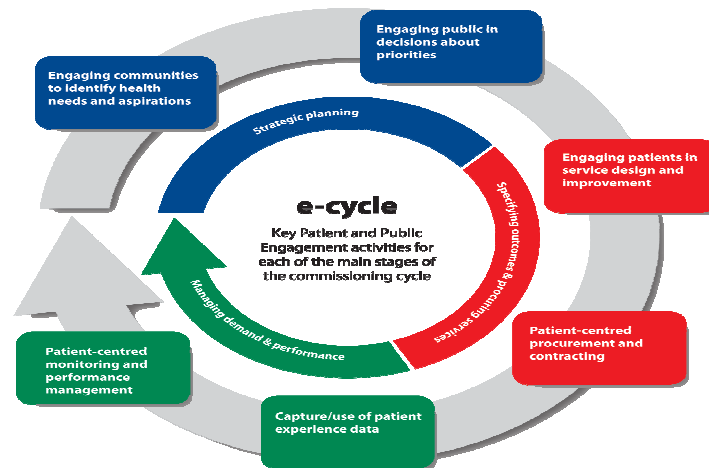 Engaging public in
decisions about
priorities
Engaging communities
to identify health
needs and aspirations
Strategic planning
Engaging patients in
service design and
improvement
Specifying outcomes & procuring services
e-cycle
Key Patient and Public
Engagement activities for
each of the main stages of
the commissioning cycle
Managing demand & performance
Patient-centred
procurement and
contracting
Patient-centred
monitoring and
performance
management
Capture/use of patient
experience data